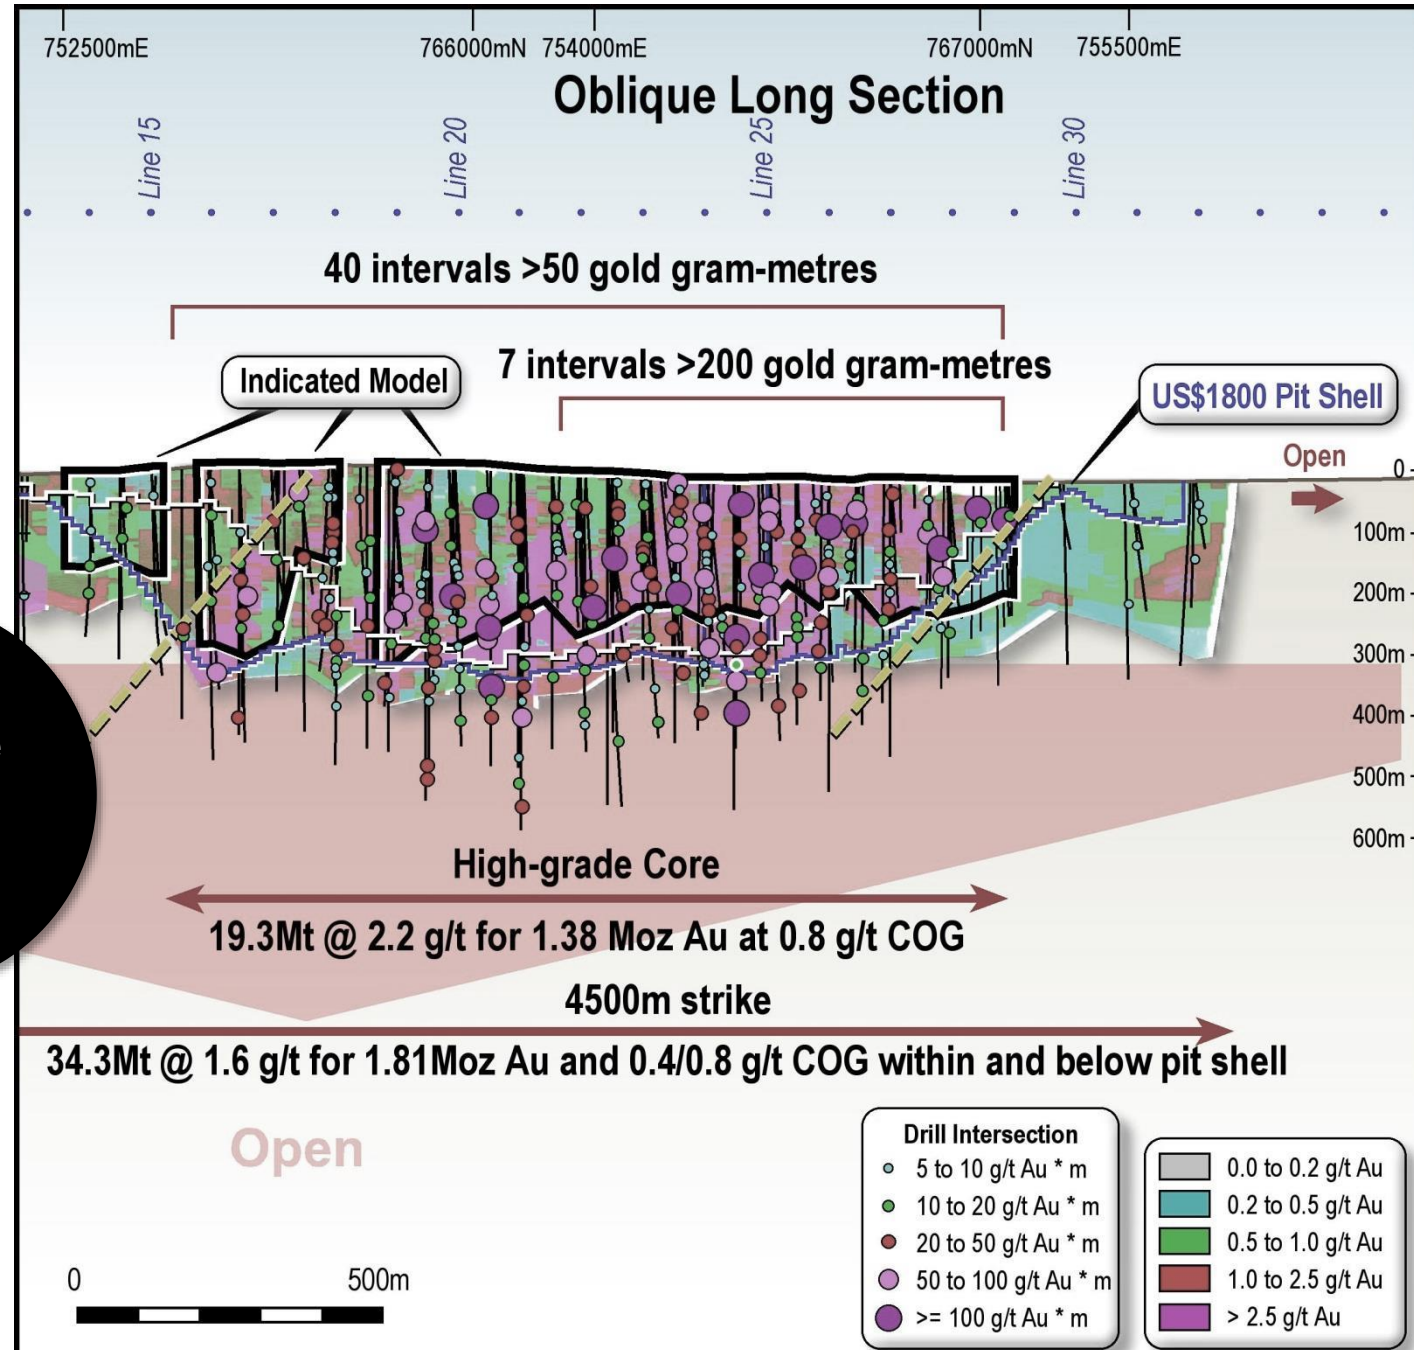 752500mE
766000mN
754000mE
767000mN
755500mE
Oblique Long Section
Line 15
Line 20
Line 25
Line 30
40 intervals >50 gold gram-metres
7 intervals >200 gold gram-metres
Indicated Model
US$1800 Pit Shell
Open
0
100m
200m
300m
400m
500m
600m
High-grade Core
19.3Mt @ 2.2 g/t for 1.38 Moz Au at 0.8 g/t COG
4500m strike
34.3Mt @ 1.6 g/t for 1.81Moz Au and 0.4/0.8 g/t COG within and below pit shell
Open
0
500m
Drill Intersection
5 to 10 g/t Au * m
10 to 20 g/t Au * m
20 to 50 g/t Au * m
50 to 100 g/t Au * m
>= 100 g/t Au * m
0.0 to 0.2 g/t Au
0.2 to 0.5 g/t Au
0.5 to 1.0 g/t Au
1.0 to 2.5 g/t Au
> 2.5 g/t Au